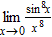 lim x→0 sin⁸x / x⁸